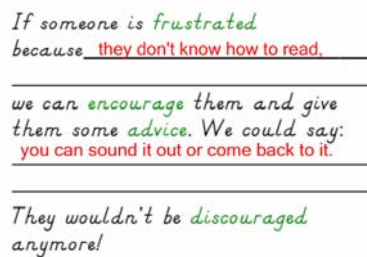 If someone is frustrated
because they don't know how to read,
we can encourage them and give
them some advice. We could say:
you can sound it out or come back to it.
They wouldn't be discouraged
anymore!